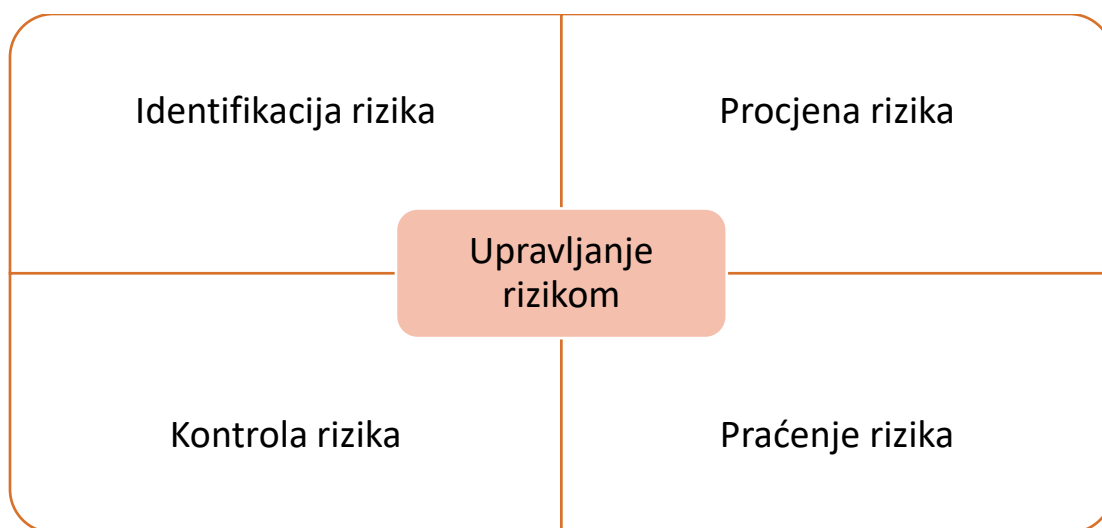 Identifikacija rizika
Procjena rizika
Upravljanje
rizikom
Kontrola rizika
Praćenje rizika